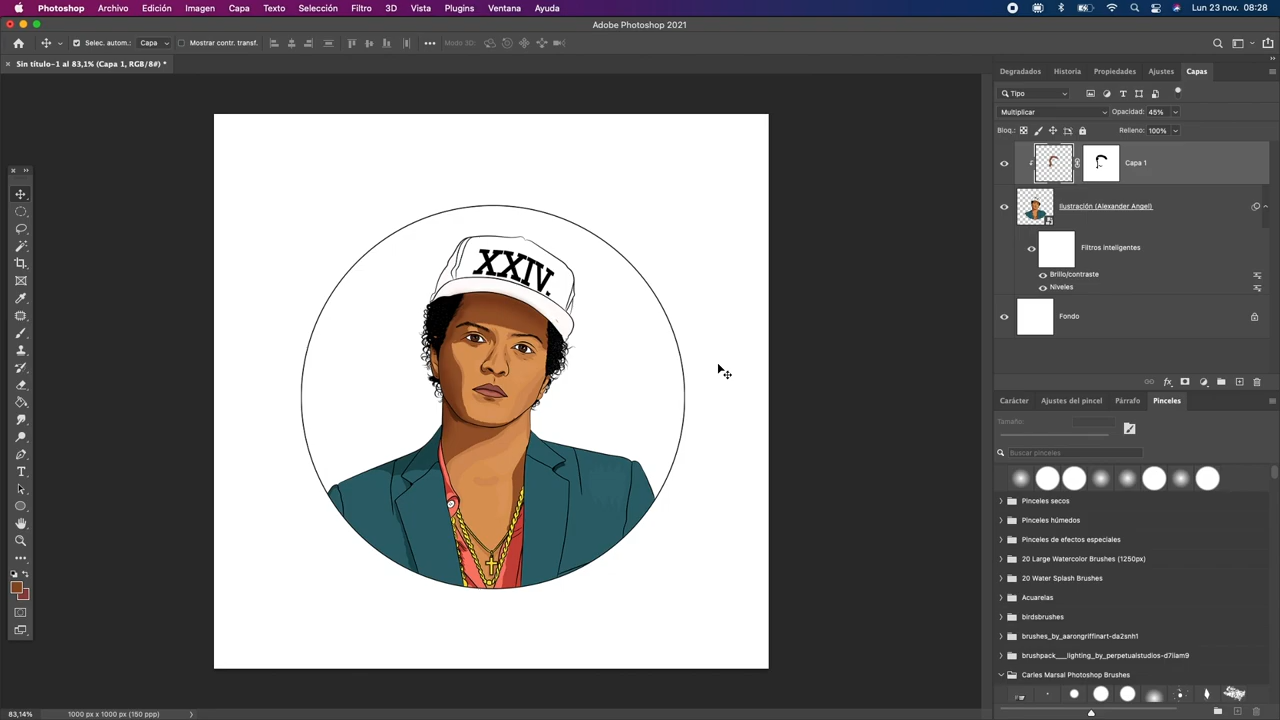 Photoshop Archivo Edición Imagen Capa Texto Selección Filtro 3D Vista Plugins Ventana Ayuda Lun 23 nov. 08:28
Adobe Photoshop 2021
Selec. autom.: Capa Mostrar contr. transf. Modo 3D:
Sin título-1 al 83,1% (Capa 1, RGB/8#) *
Degradados Historia Propiedades Ajustes Capas
Tipo
Multiplicar Opacidad: 45%
Bloq.: Relleno: 100%
Capa 1
Ilustración (Alexander Angel)
Filtros inteligentes
Brillo/contraste
Niveles
Fondo
XXIV.
Carácter Ajustes del pincel Párrafo Pinceles
Tamaño:
Buscar pinceles
Pinceles secos
Pinceles húmedos
Pinceles de efectos especiales
20 Large Watercolor Brushes (1250px)
20 Water Splash Brushes
Acuarelas
birdsbrushes
brushes_by_aarongriffinart-da2snh1
brushpack___lighting_by_perpetualstudios-d7liam9
Carles Marsal Photoshop Brushes
83,14% 1000 px x 1000 px (150 ppp)